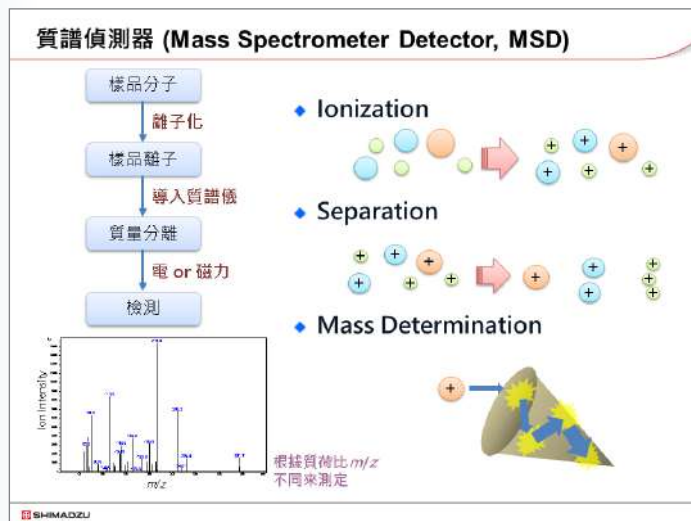 質譜偵測器 (Mass Spectrometer Detector, MSD)
樣品分子
離子化
樣品離子
導入質譜儀
質量分離
電 or 磁力
檢測
Ion Intensity
m/z
根據質荷比m/z
不同來測定
Ionization
+ + +
+ + +
Separation
+ + +
+ + +
+ + +
+ +
+
Mass Determination
+
SHIMADZU